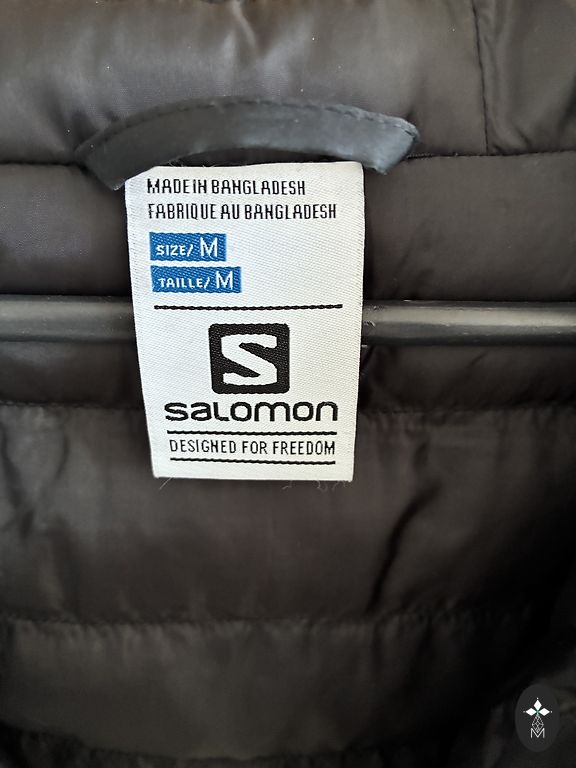 MADE IN BANGLADESH
FABRIQUE AU BANGLADESH
SIZE/ M
TAILLE/ M
S
salomon
DESIGNED FOR FREEDOM
M